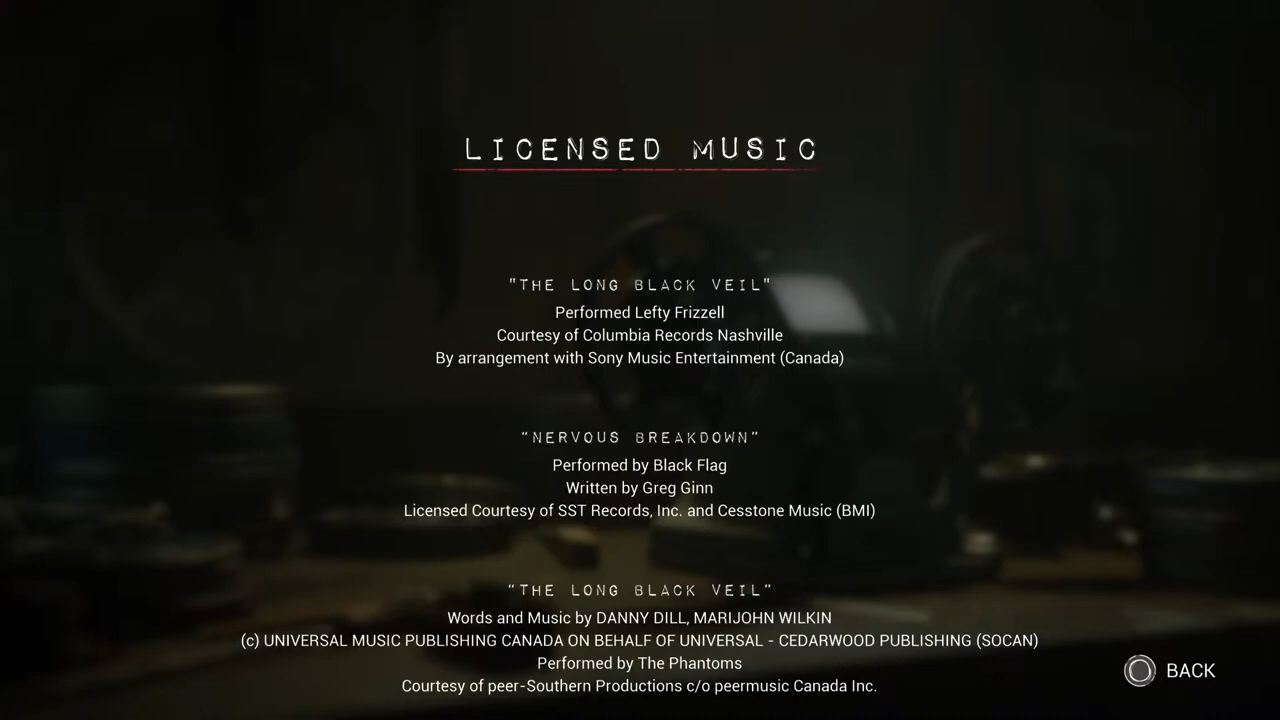 LICENSED MUSIC
"THE LONG BLACK VEIL"
Performed Lefty Frizzell
Courtesy of Columbia Records Nashville
By arrangement with Sony Music Entertainment (Canada)
"NERVOUS BREAKDOWN"
Performed by Black Flag
Written by Greg Ginn
Licensed Courtesy of SST Records, Inc. and Cesstone Music (BMI)
"THE LONG BLACK VEIL"
Words and Music by DANNY DILL, MARIJOHN WILKIN
(c) UNIVERSAL MUSIC PUBLISHING CANADA ON BEHALF OF UNIVERSAL - CEDARWOOD PUBLISHING (SOCAN)
Performed by The Phantoms
Courtesy of peer-Southern Productions c/o peermusic Canada Inc.
BACK